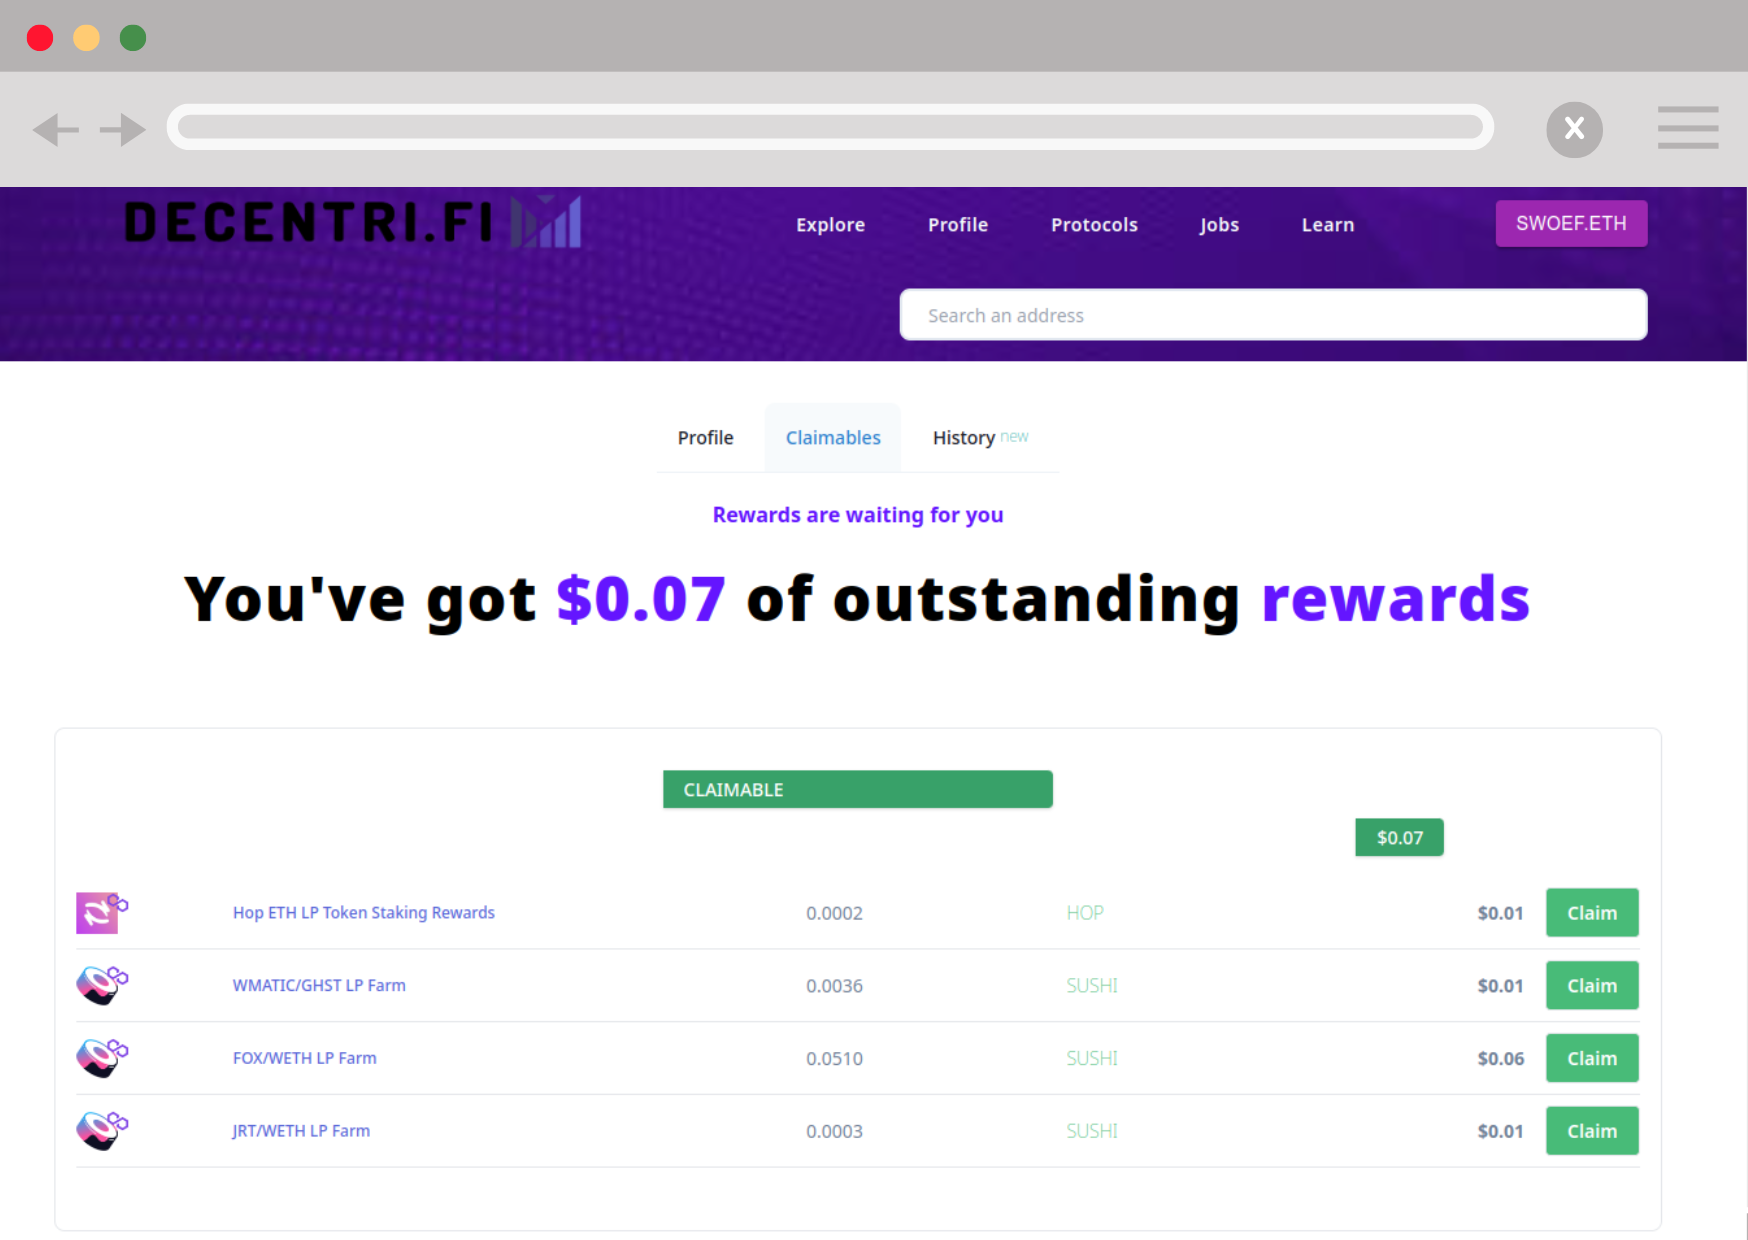 X
DECENTRI.FI
Explore Profile Protocols Jobs Learn SWOEF.ETH
Search an address
Profile Claimables History new
Rewards are waiting for you
You've got $0.07 of outstanding rewards
CLAIMABLE
$0.07
Hop ETH LP Token Staking Rewards 0.0002 HOP $0.01 Claim
WMATIC/GHST LP Farm 0.0036 SUSHI $0.01 Claim
FOX/WETH LP Farm 0.0510 SUSHI $0.06 Claim
JRT/WETH LP Farm 0.0003 SUSHI $0.01 Claim